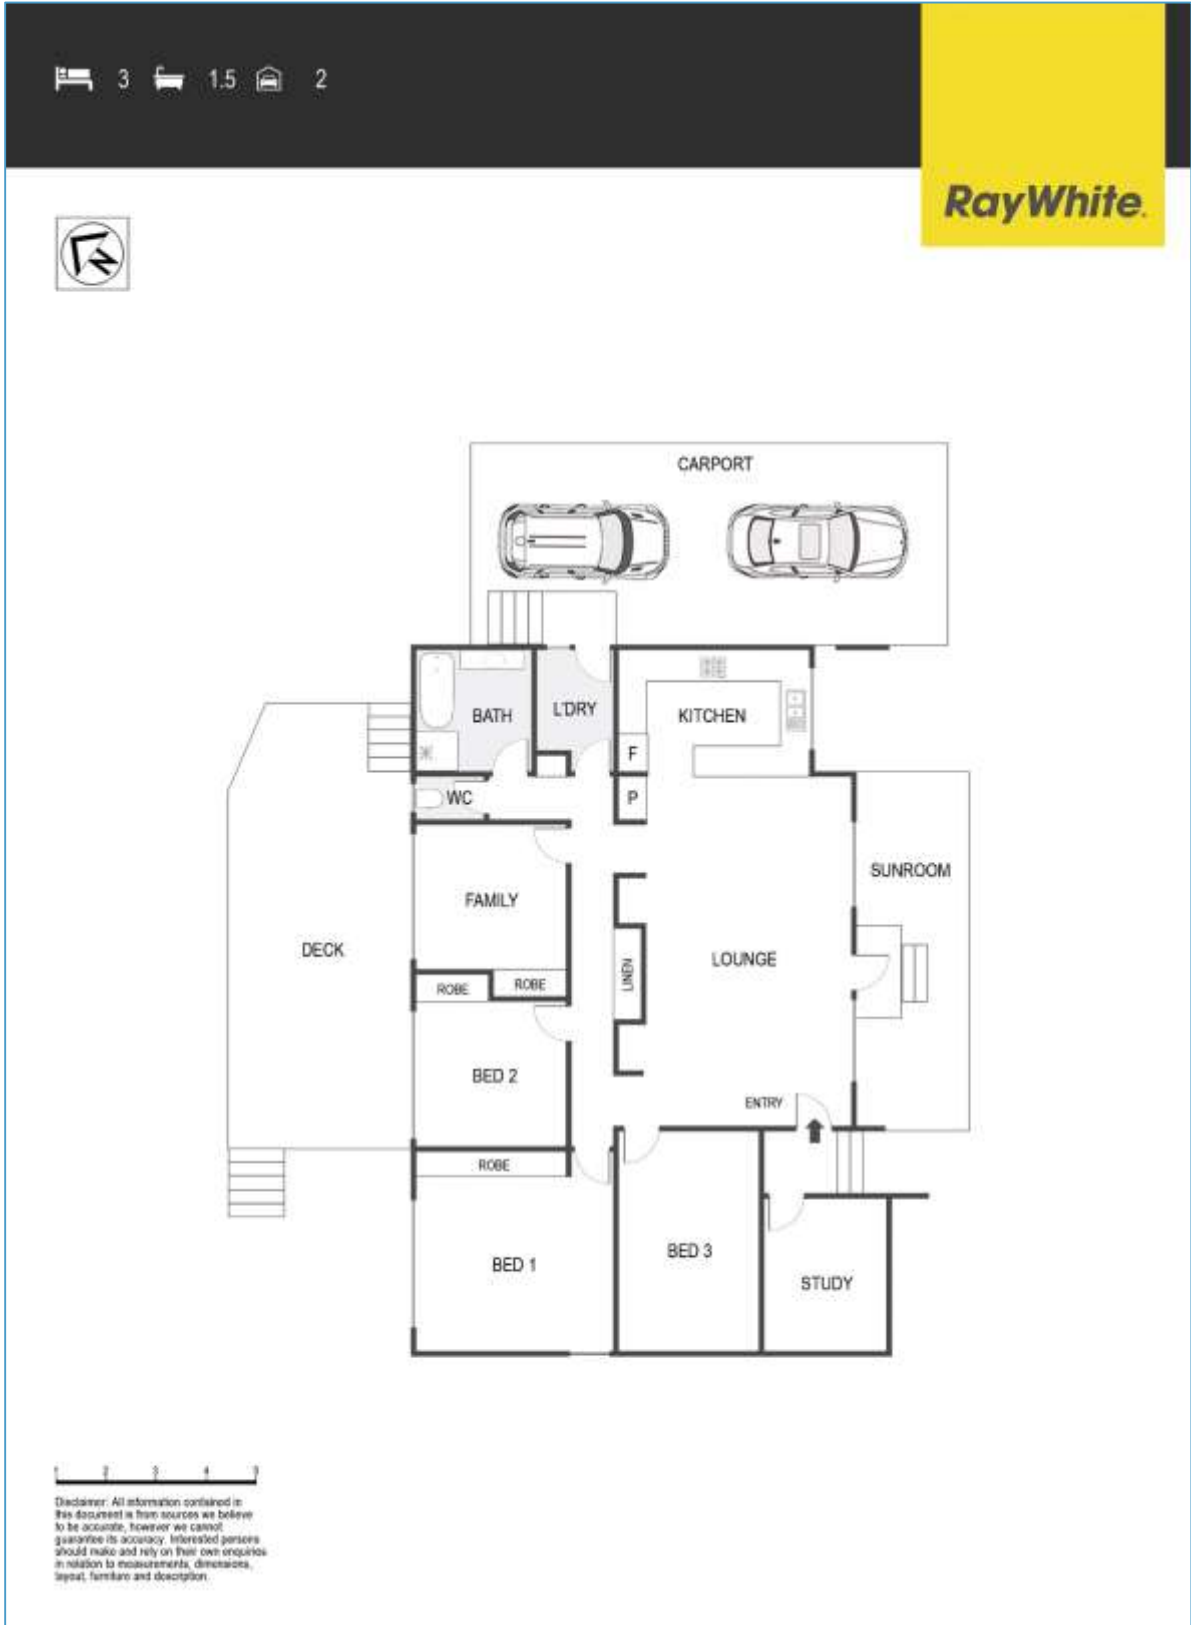 3 1.5 2
RayWhite.
N
CARPORT
BATH
L'DRY
KITCHEN
F
P
WC
SUNROOM
FAMILY
DECK
LOUNGE
LINEN
ROBE
ROBE
BED 2
ENTRY
ROBE
BED 1
BED 3
STUDY
1 2 3 4 5
Disclaimer: All information contained in
this document is from sources we believe
to be accurate, however we cannot
guarantee its accuracy. Interested persons
should make and rely on their own enquiries
in relation to measurements, dimensions,
layout, furniture and description.